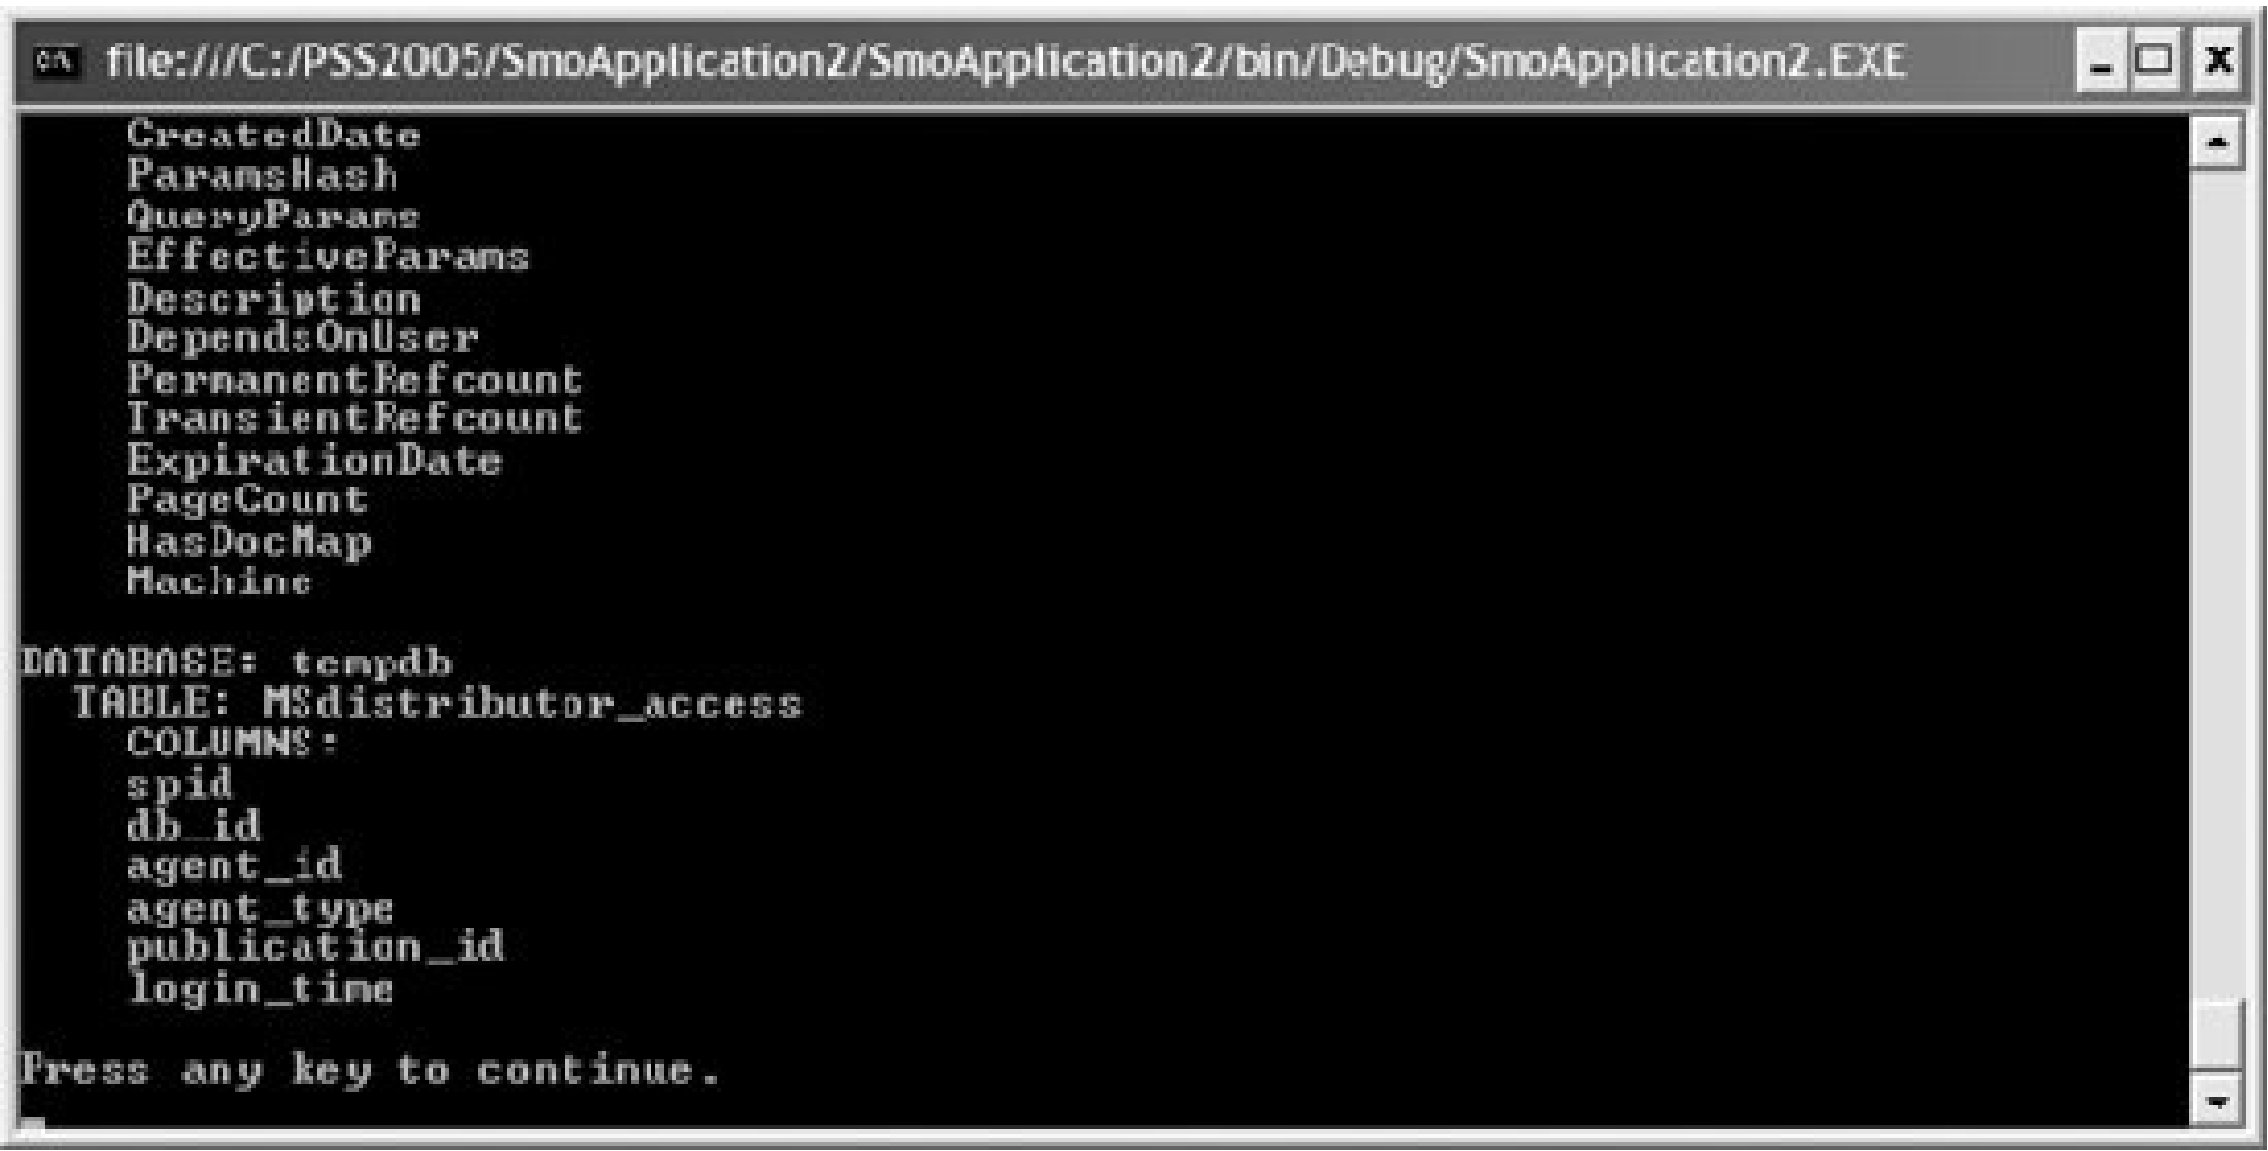 file:///C:/PSS2005/SmoApplication2/SmoApplication2/bin/Debug/SmoApplication2.EXE
CreatedDate
ParamsHash
QueryParams
EffectiveParams
Description
DependsOnUser
PermanentRefcount
TransientRefcount
ExpirationDate
PageCount
HasDocMap
Machine
DATABASE: tempdb
TABLE: MSdistributor_access
COLUMNS:
spid
db_id
agent_id
agent_type
publication_id
login_time
Press any key to continue.